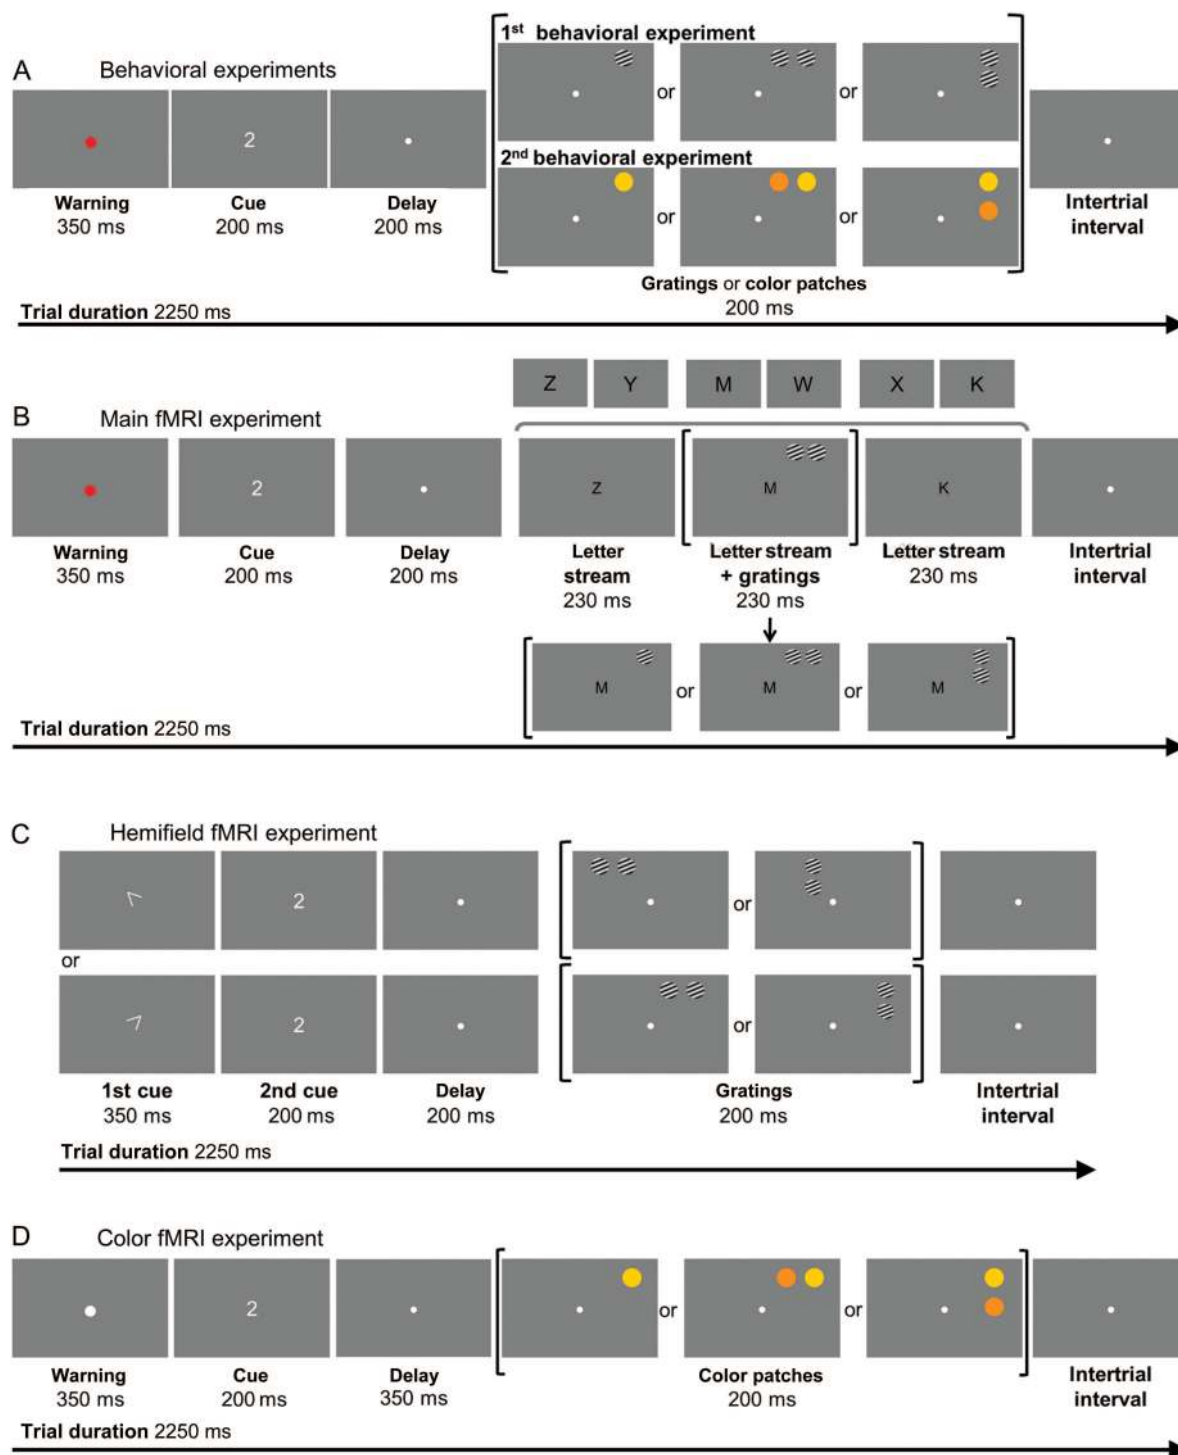 A Behavioral experiments
1st behavioral experiment
or or
2
2nd behavioral experiment
or or
Warning Cue Delay
350 ms 200 ms 200 ms
Intertrial
interval
Gratings or color patches
200 ms
Trial duration 2250 ms
Z Y M W X K
B Main fMRI experiment
2 Z M K
Warning Cue Delay Letter Letter stream Letter stream Intertrial
350 ms 200 ms 200 ms stream + gratings 230 ms interval
230 ms 230 ms
M or M or M
Trial duration 2250 ms
C Hemifield fMRI experiment
2 or
or
2 or
1st cue 2nd cue Delay Gratings Intertrial
350 ms 200 ms 200 ms 200 ms interval
Trial duration 2250 ms
D Color fMRI experiment
2 or or
Warning Cue Delay Color patches Intertrial
350 ms 200 ms 350 ms 200 ms interval
Trial duration 2250 ms